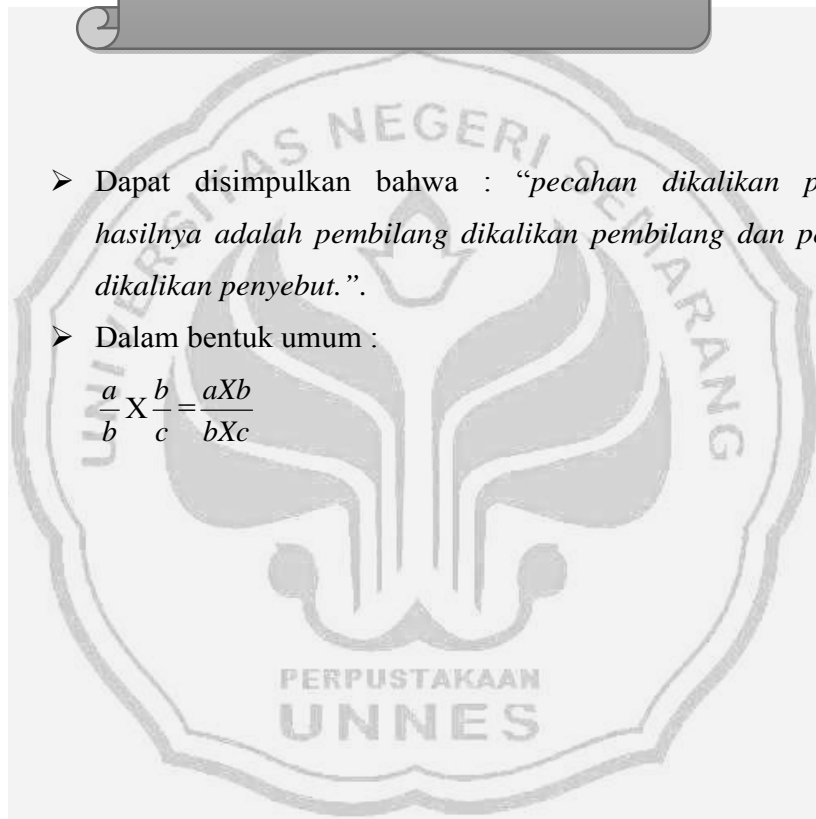 UNIVERSITAS NEGERI SEMARANG
➢ Dapat disimpulkan bahwa : “pecahan dikalikan
hasilnya adalah pembilang dikalikan pembilang dan
dikalikan penyebut.”.
➢ Dalam bentuk umum :
a/b X b/c = aXb/bXc
PERPUSTAKAAN
UNNES